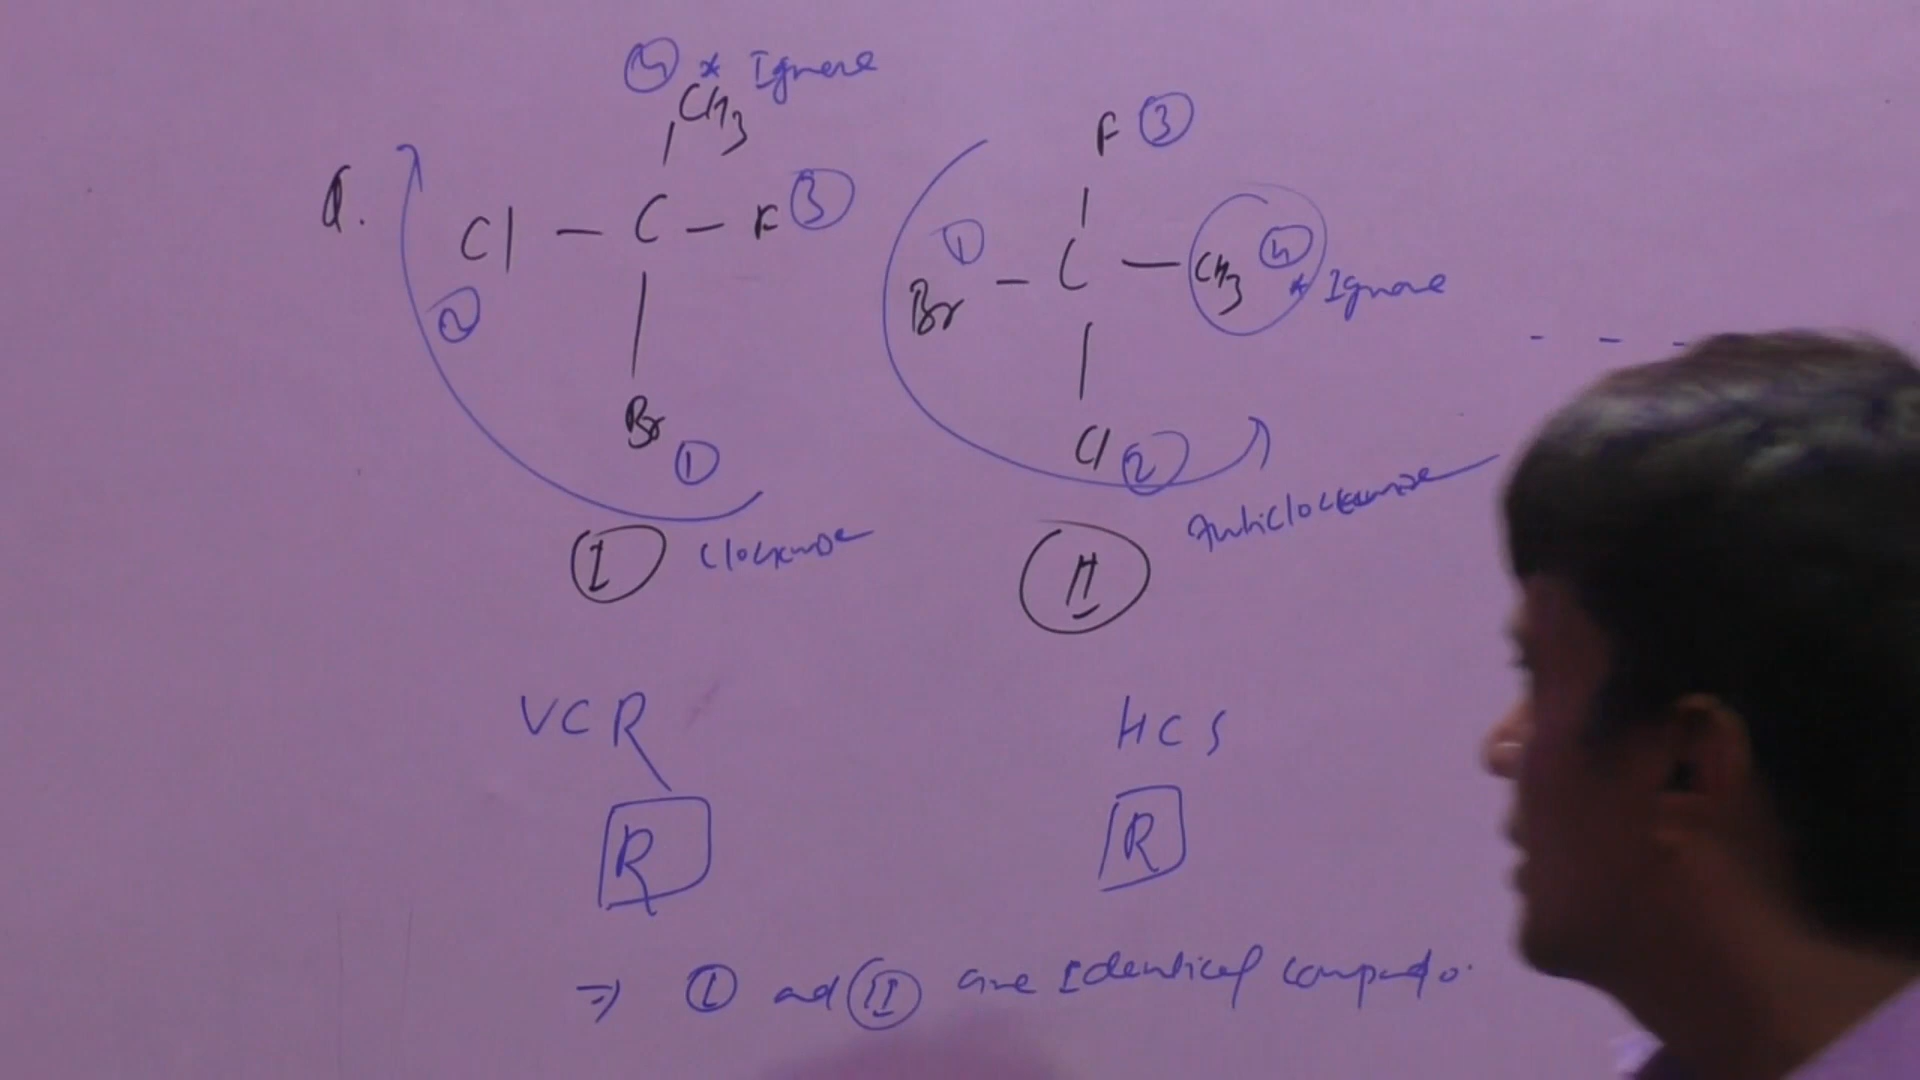 ④ * Ignore
CH3
Q. Cl — C — F ③
②
Br ①
I Clockwise
F ③
① Br — C — CH3 ④ * Ignore
Cl ②
Anticlockwise
II
VCR
R
HCS
R
⇒ I and II are Identical compounds.